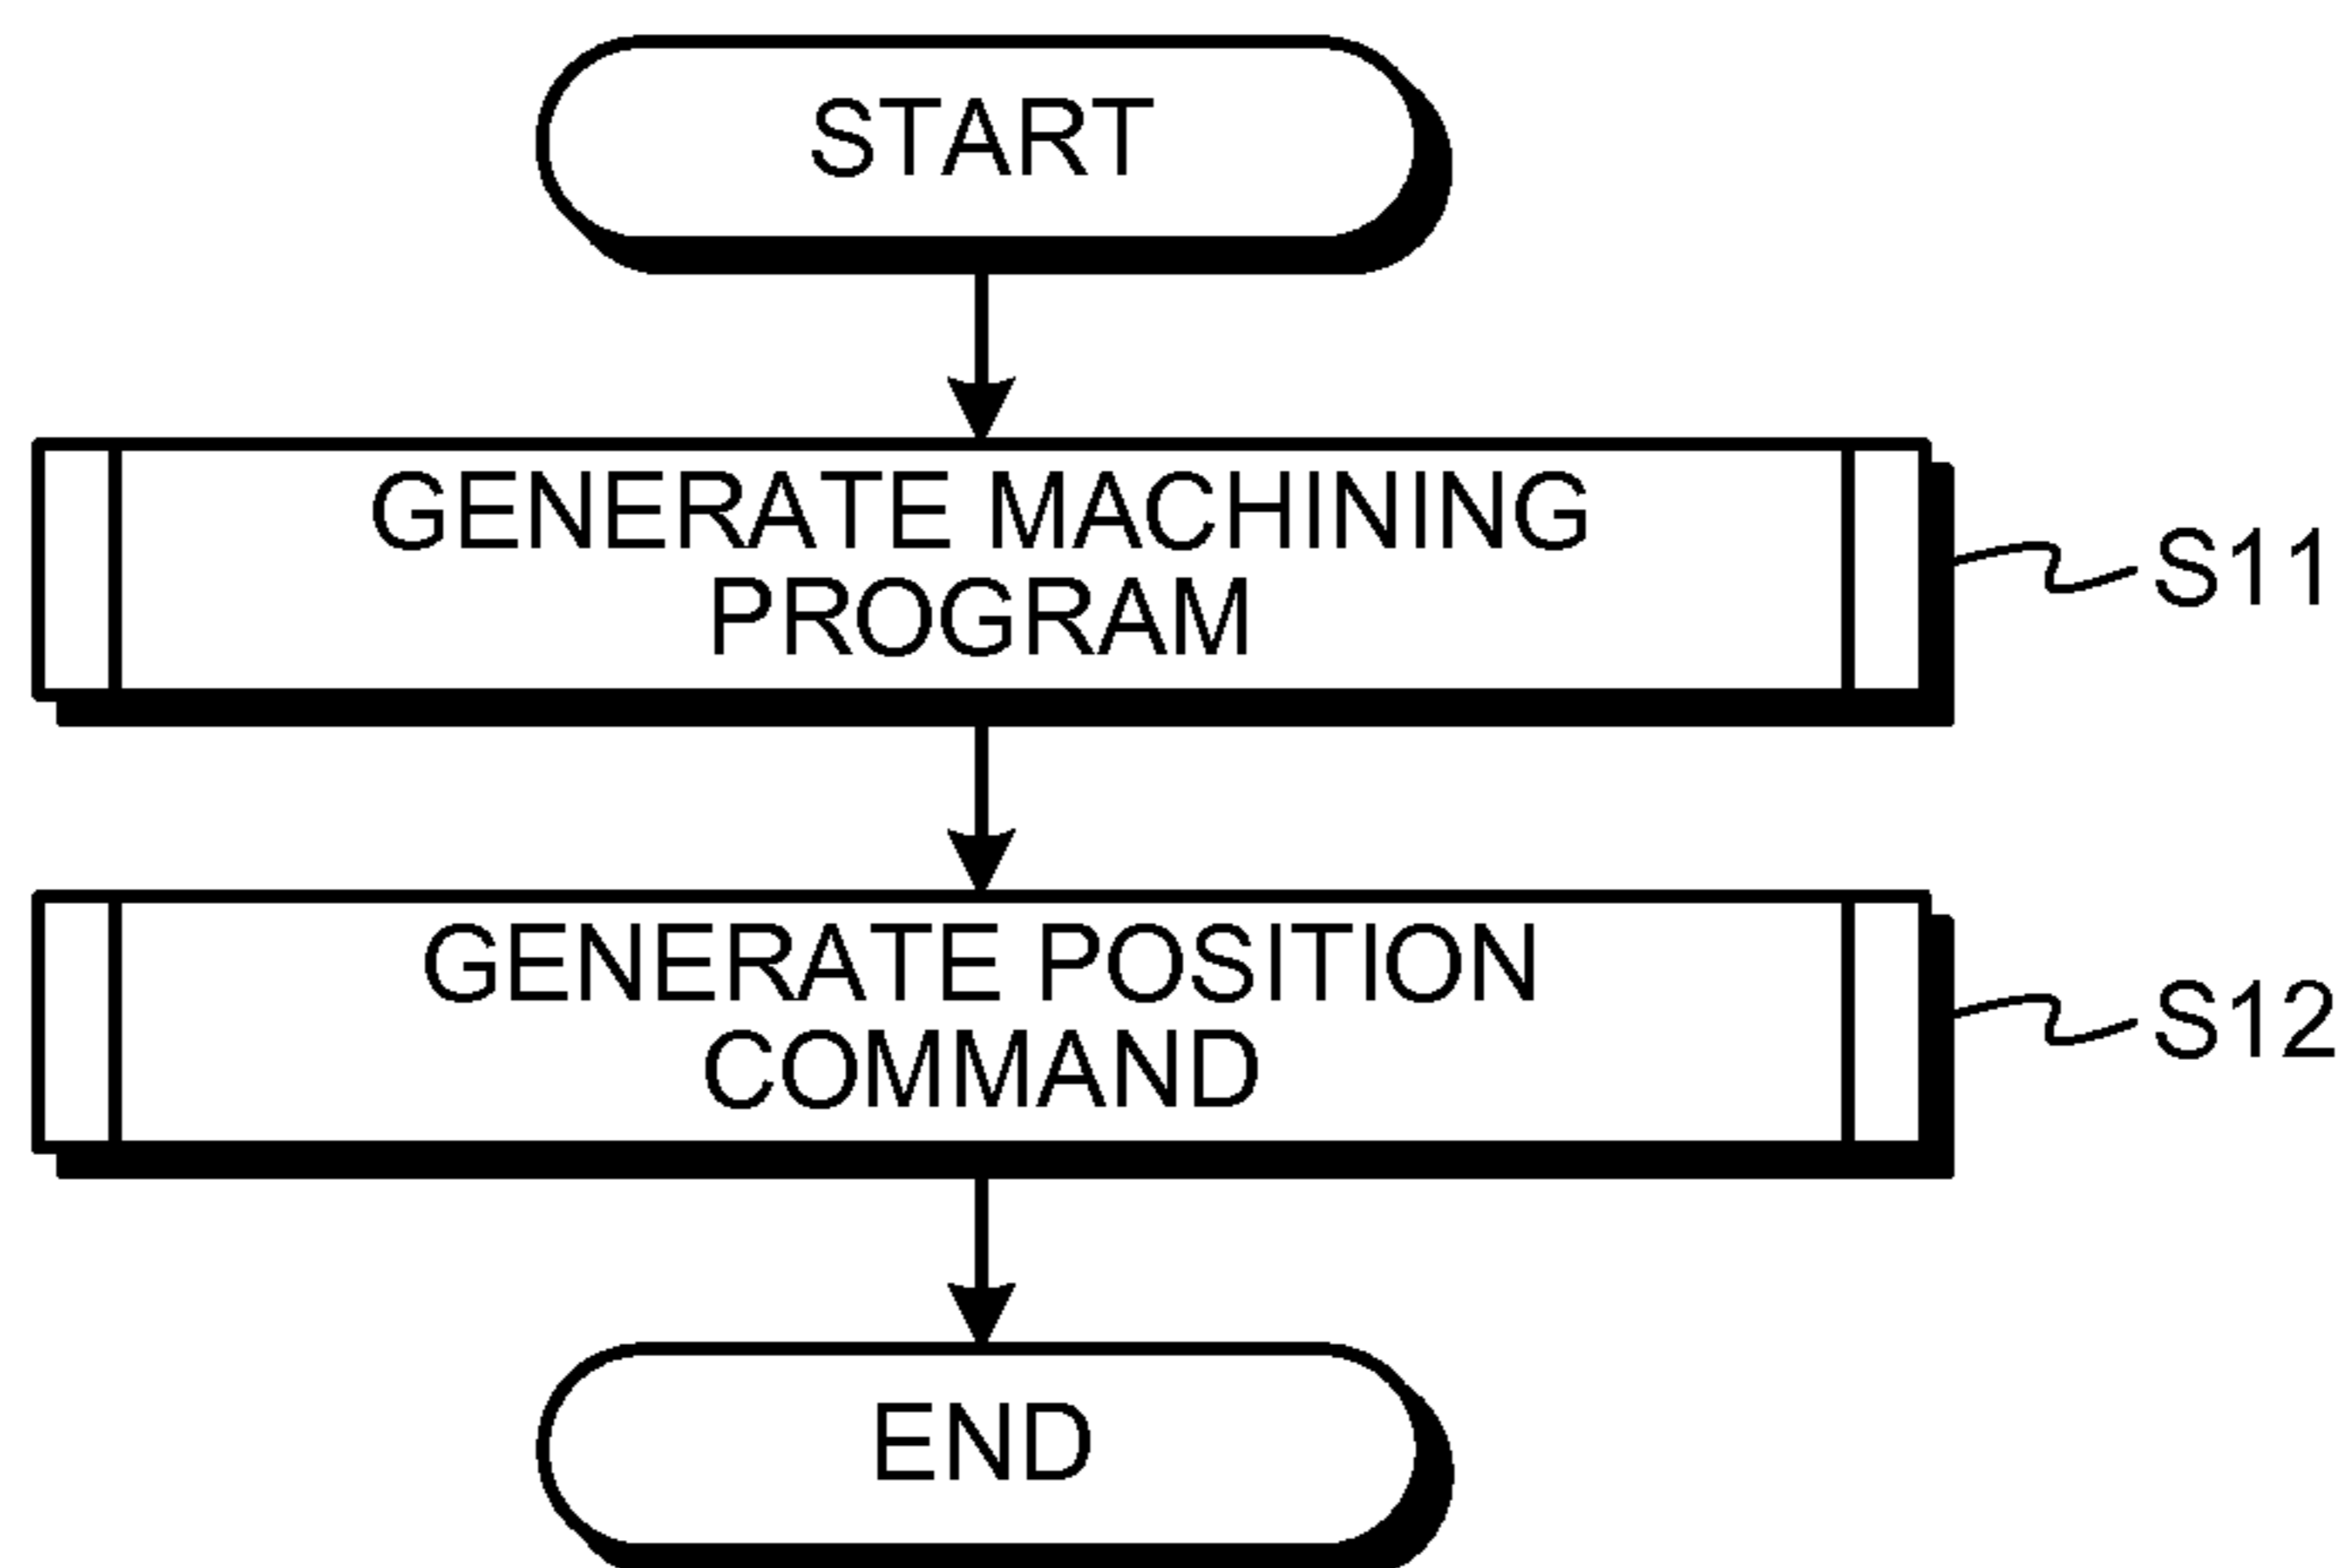 START
GENERATE MACHINING
PROGRAM
S11
GENERATE POSITION
COMMAND
S12
END